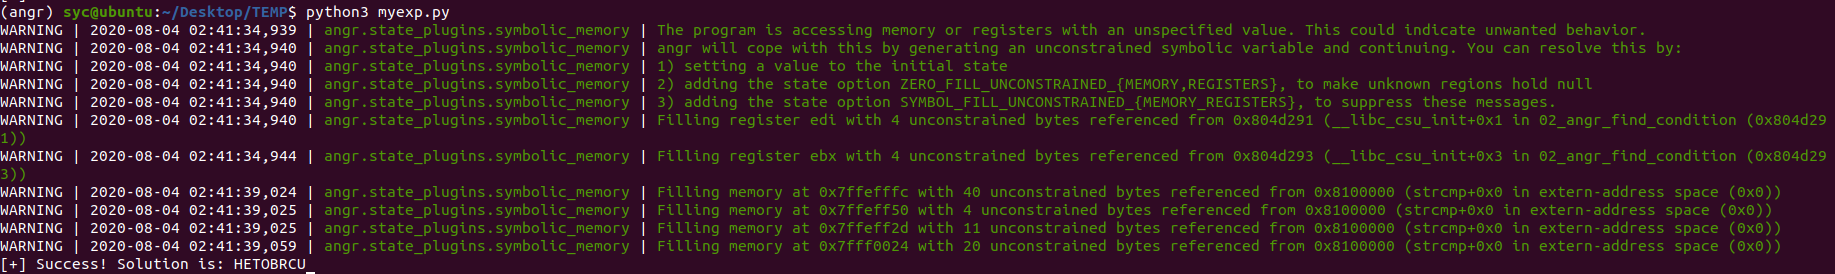 (angr) syc@ubuntu:~/Desktop/TEMP$ python3 myexp.py
WARNING | 2020-08-04 02:41:34,939 | angr.state_plugins.symbolic_memory | The program is accessing memory or registers with an unspecified value. This could indicate unwanted behavior.
WARNING | 2020-08-04 02:41:34,940 | angr.state_plugins.symbolic_memory | angr will cope with this by generating an unconstrained symbolic variable and continuing. You can resolve this by:
WARNING | 2020-08-04 02:41:34,940 | angr.state_plugins.symbolic_memory | 1) setting a value to the initial state
WARNING | 2020-08-04 02:41:34,940 | angr.state_plugins.symbolic_memory | 2) adding the state option ZERO_FILL_UNCONSTRAINED_{MEMORY,REGISTERS}, to make unknown regions hold null
WARNING | 2020-08-04 02:41:34,940 | angr.state_plugins.symbolic_memory | 3) adding the state option SYMBOL_FILL_UNCONSTRAINED_{MEMORY_REGISTERS}, to suppress these messages.
WARNING | 2020-08-04 02:41:34,940 | angr.state_plugins.symbolic_memory | Filling register edi with 4 unconstrained bytes referenced from 0x804d291 (__libc_csu_init+0x1 in 02_angr_find_condition (0x804d29
1))
WARNING | 2020-08-04 02:41:34,944 | angr.state_plugins.symbolic_memory | Filling register ebx with 4 unconstrained bytes referenced from 0x804d293 (__libc_csu_init+0x3 in 02_angr_find_condition (0x804d29
3))
WARNING | 2020-08-04 02:41:39,024 | angr.state_plugins.symbolic_memory | Filling memory at 0x7ffefffc with 40 unconstrained bytes referenced from 0x8100000 (strcmp+0x0 in extern-address space (0x0))
WARNING | 2020-08-04 02:41:39,025 | angr.state_plugins.symbolic_memory | Filling memory at 0x7ffeff50 with 4 unconstrained bytes referenced from 0x8100000 (strcmp+0x0 in extern-address space (0x0))
WARNING | 2020-08-04 02:41:39,025 | angr.state_plugins.symbolic_memory | Filling memory at 0x7ffeff2d with 11 unconstrained bytes referenced from 0x8100000 (strcmp+0x0 in extern-address space (0x0))
WARNING | 2020-08-04 02:41:39,059 | angr.state_plugins.symbolic_memory | Filling memory at 0x7fff0024 with 20 unconstrained bytes referenced from 0x8100000 (strcmp+0x0 in extern-address space (0x0))
[+] Success! Solution is: HETOBRCU